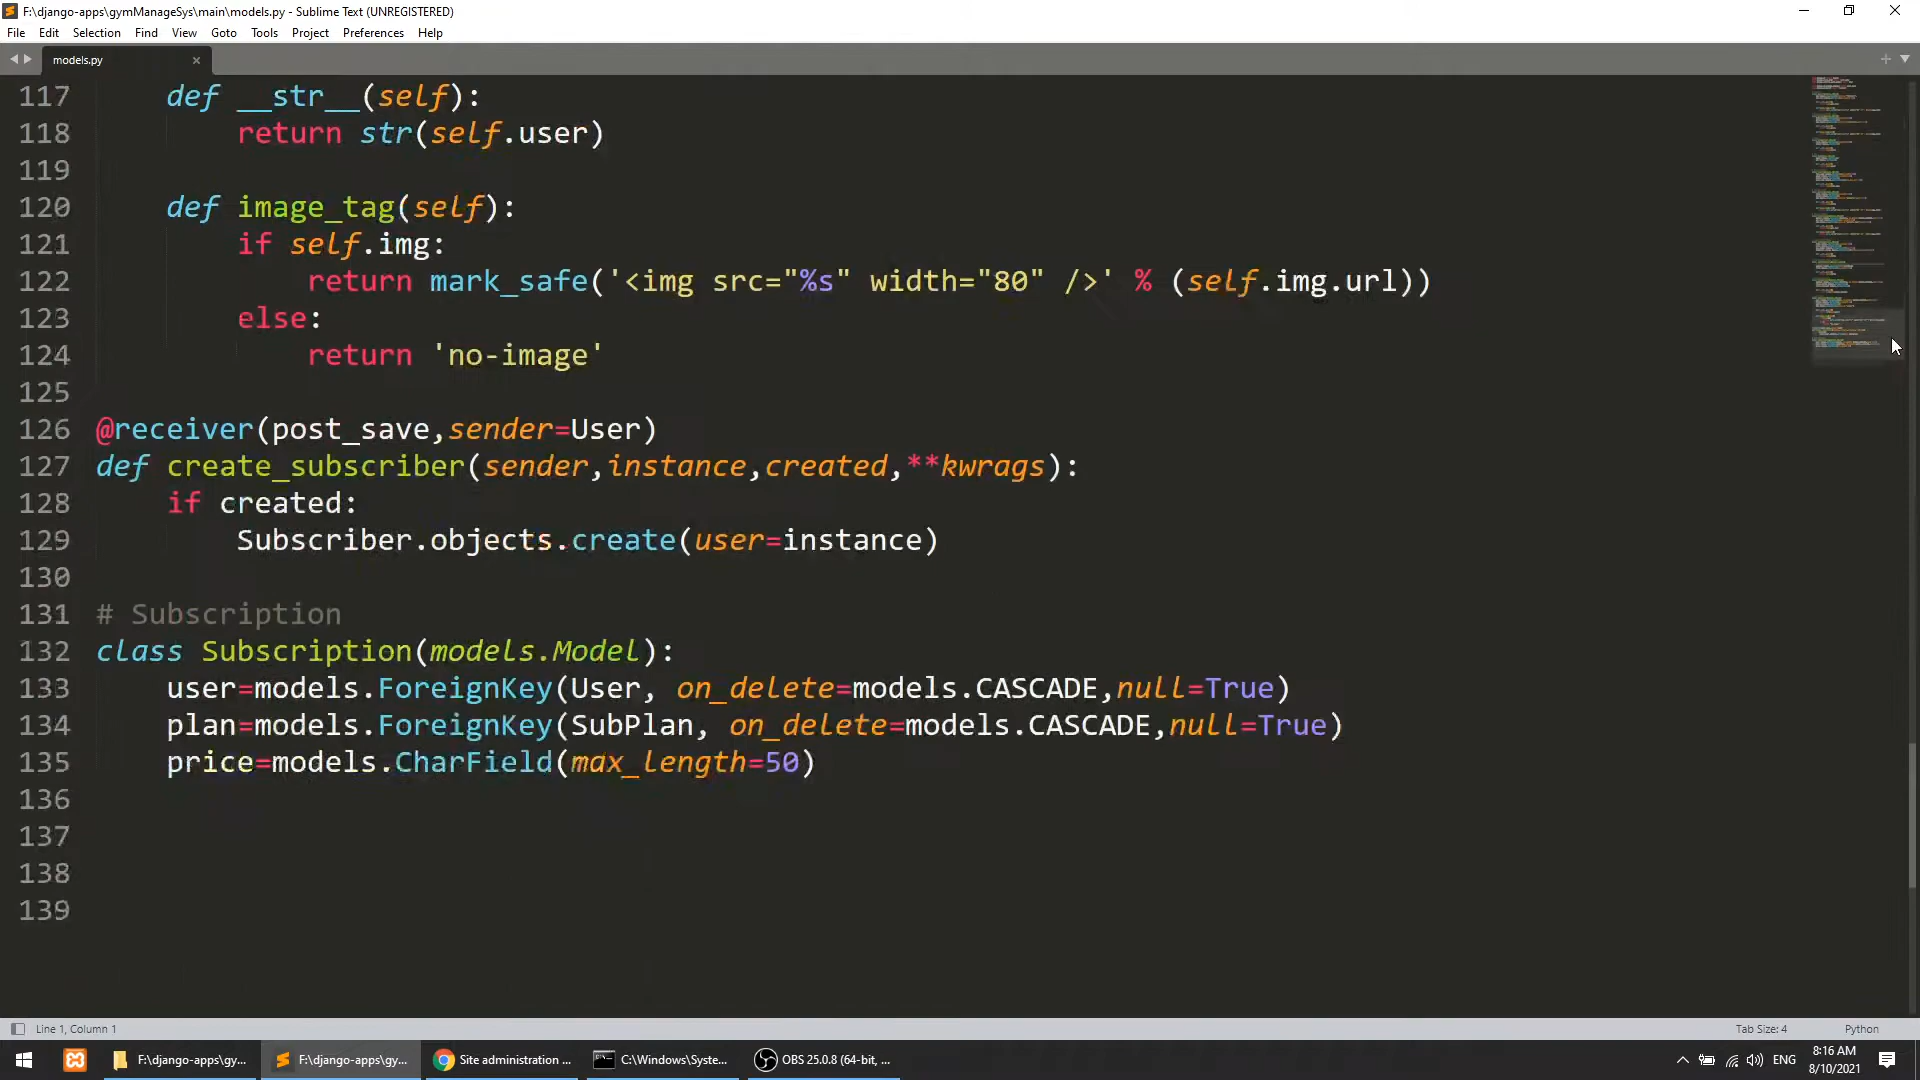 F:\django-apps\gymManageSys\main\models.py - Sublime Text (UNREGISTERED)
File Edit Selection Find View Goto Tools Project Preferences Help
models.py
117 def __str__(self):
118 return str(self.user)
119
120 def image_tag(self):
121 if self.img:
122 return mark_safe('<img src="%s" width="80" />' % (self.img.url))
123 else:
124 return 'no-image'
125
126 @receiver(post_save,sender=User)
127 def create_subscriber(sender,instance,created,**kwrags):
128 if created:
129 Subscriber.objects.create(user=instance)
130
131 # Subscription
132 class Subscription(models.Model):
133 user=models.ForeignKey(User, on_delete=models.CASCADE,null=True)
134 plan=models.ForeignKey(SubPlan, on_delete=models.CASCADE,null=True)
135 price=models.CharField(max_length=50)
136
137
138
139
Line 1, Column 1 Tab Size: 4 Python
F:\django-apps\gy... F:\django-apps\gy... Site administration ... C:\Windows\Syste... OBS 25.0.8 (64-bit, ... ENG 8:16 AM
8/10/2021